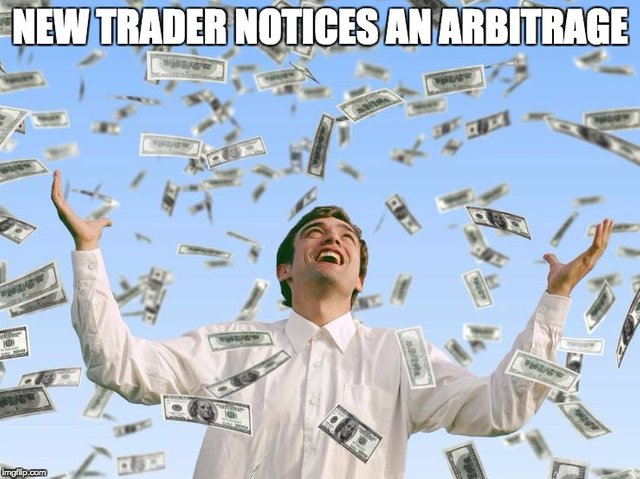 NEW TRADER NOTICES AN ARBITRAGE
imgflip.com